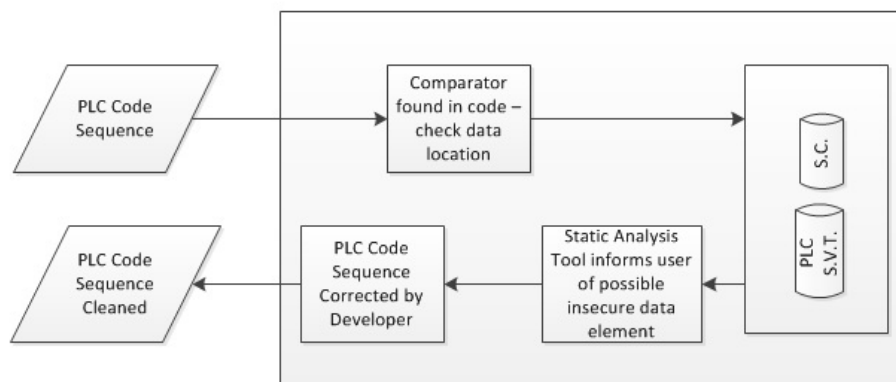 PLC Code
Sequence
Comparator
found in code –
check data
location
S.C.
PLC
S.V.T.
PLC Code
Sequence
Cleaned
PLC Code
Sequence
Corrected by
Developer
Static Analysis
Tool informs user
of possible
insecure data
element